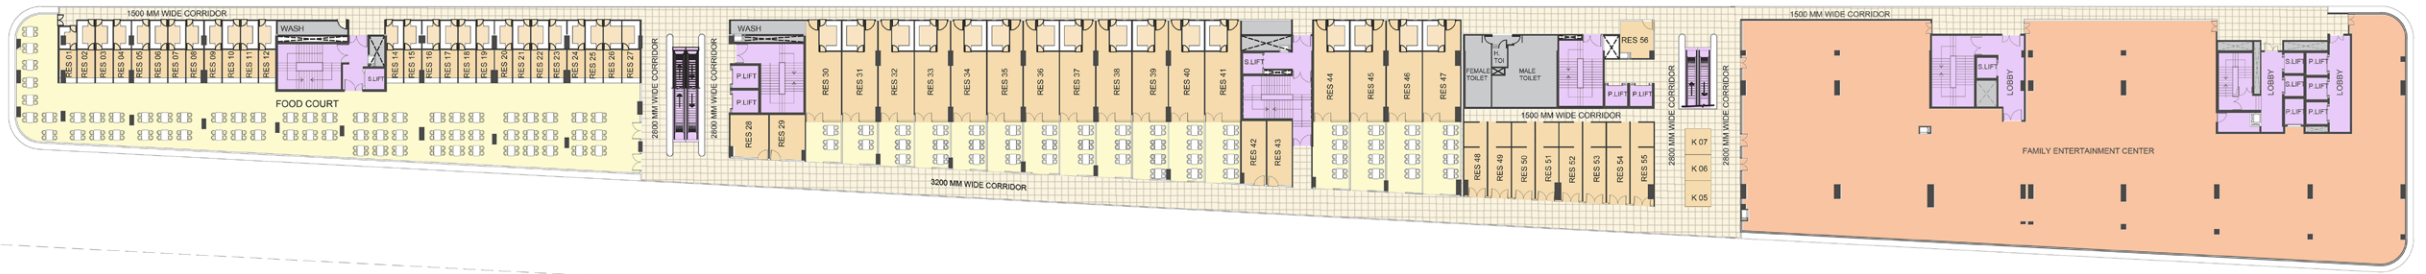 1500 MM WIDE CORRIDOR
WASH
RES 01
RES 02
RES 03
RES 04
RES 05
RES 06
RES 07
RES 08
RES 09
RES 10
RES 11
RES 12
S.LIFT
RES 14
RES 15
RES 16
RES 17
RES 18
RES 19
RES 20
RES 21
RES 22
RES 23
RES 24
RES 25
RES 26
RES 27
FOOD COURT
2800 MM WIDE CORRIDOR
2800 MM WIDE CORRIDOR
WASH
P.LIFT
P.LIFT
RES 28
RES 29
RES 30
RES 31
RES 32
RES 33
RES 34
RES 35
RES 36
RES 37
RES 38
RES 39
RES 40
RES 41
S.LIFT
RES 42
RES 43
RES 44
RES 45
RES 46
RES 47
3200 MM WIDE CORRIDOR
FEMALE
TOILET
H.
TOI
MALE
TOILET
P.LIFT
P.LIFT
RES 56
1500 MM WIDE CORRIDOR
RES 48
RES 49
RES 50
RES 51
RES 52
RES 53
RES 54
RES 55
2800 MM WIDE CORRIDOR
2800 MM WIDE CORRIDOR
K 07
K 06
K 05
1500 MM WIDE CORRIDOR
S.LIFT
LOBBY
FAMILY ENTERTAINMENT CENTER
LOBBY
S.LIFT
P.LIFT
S.LIFT
P.LIFT
P.LIFT
P.LIFT
LOBBY